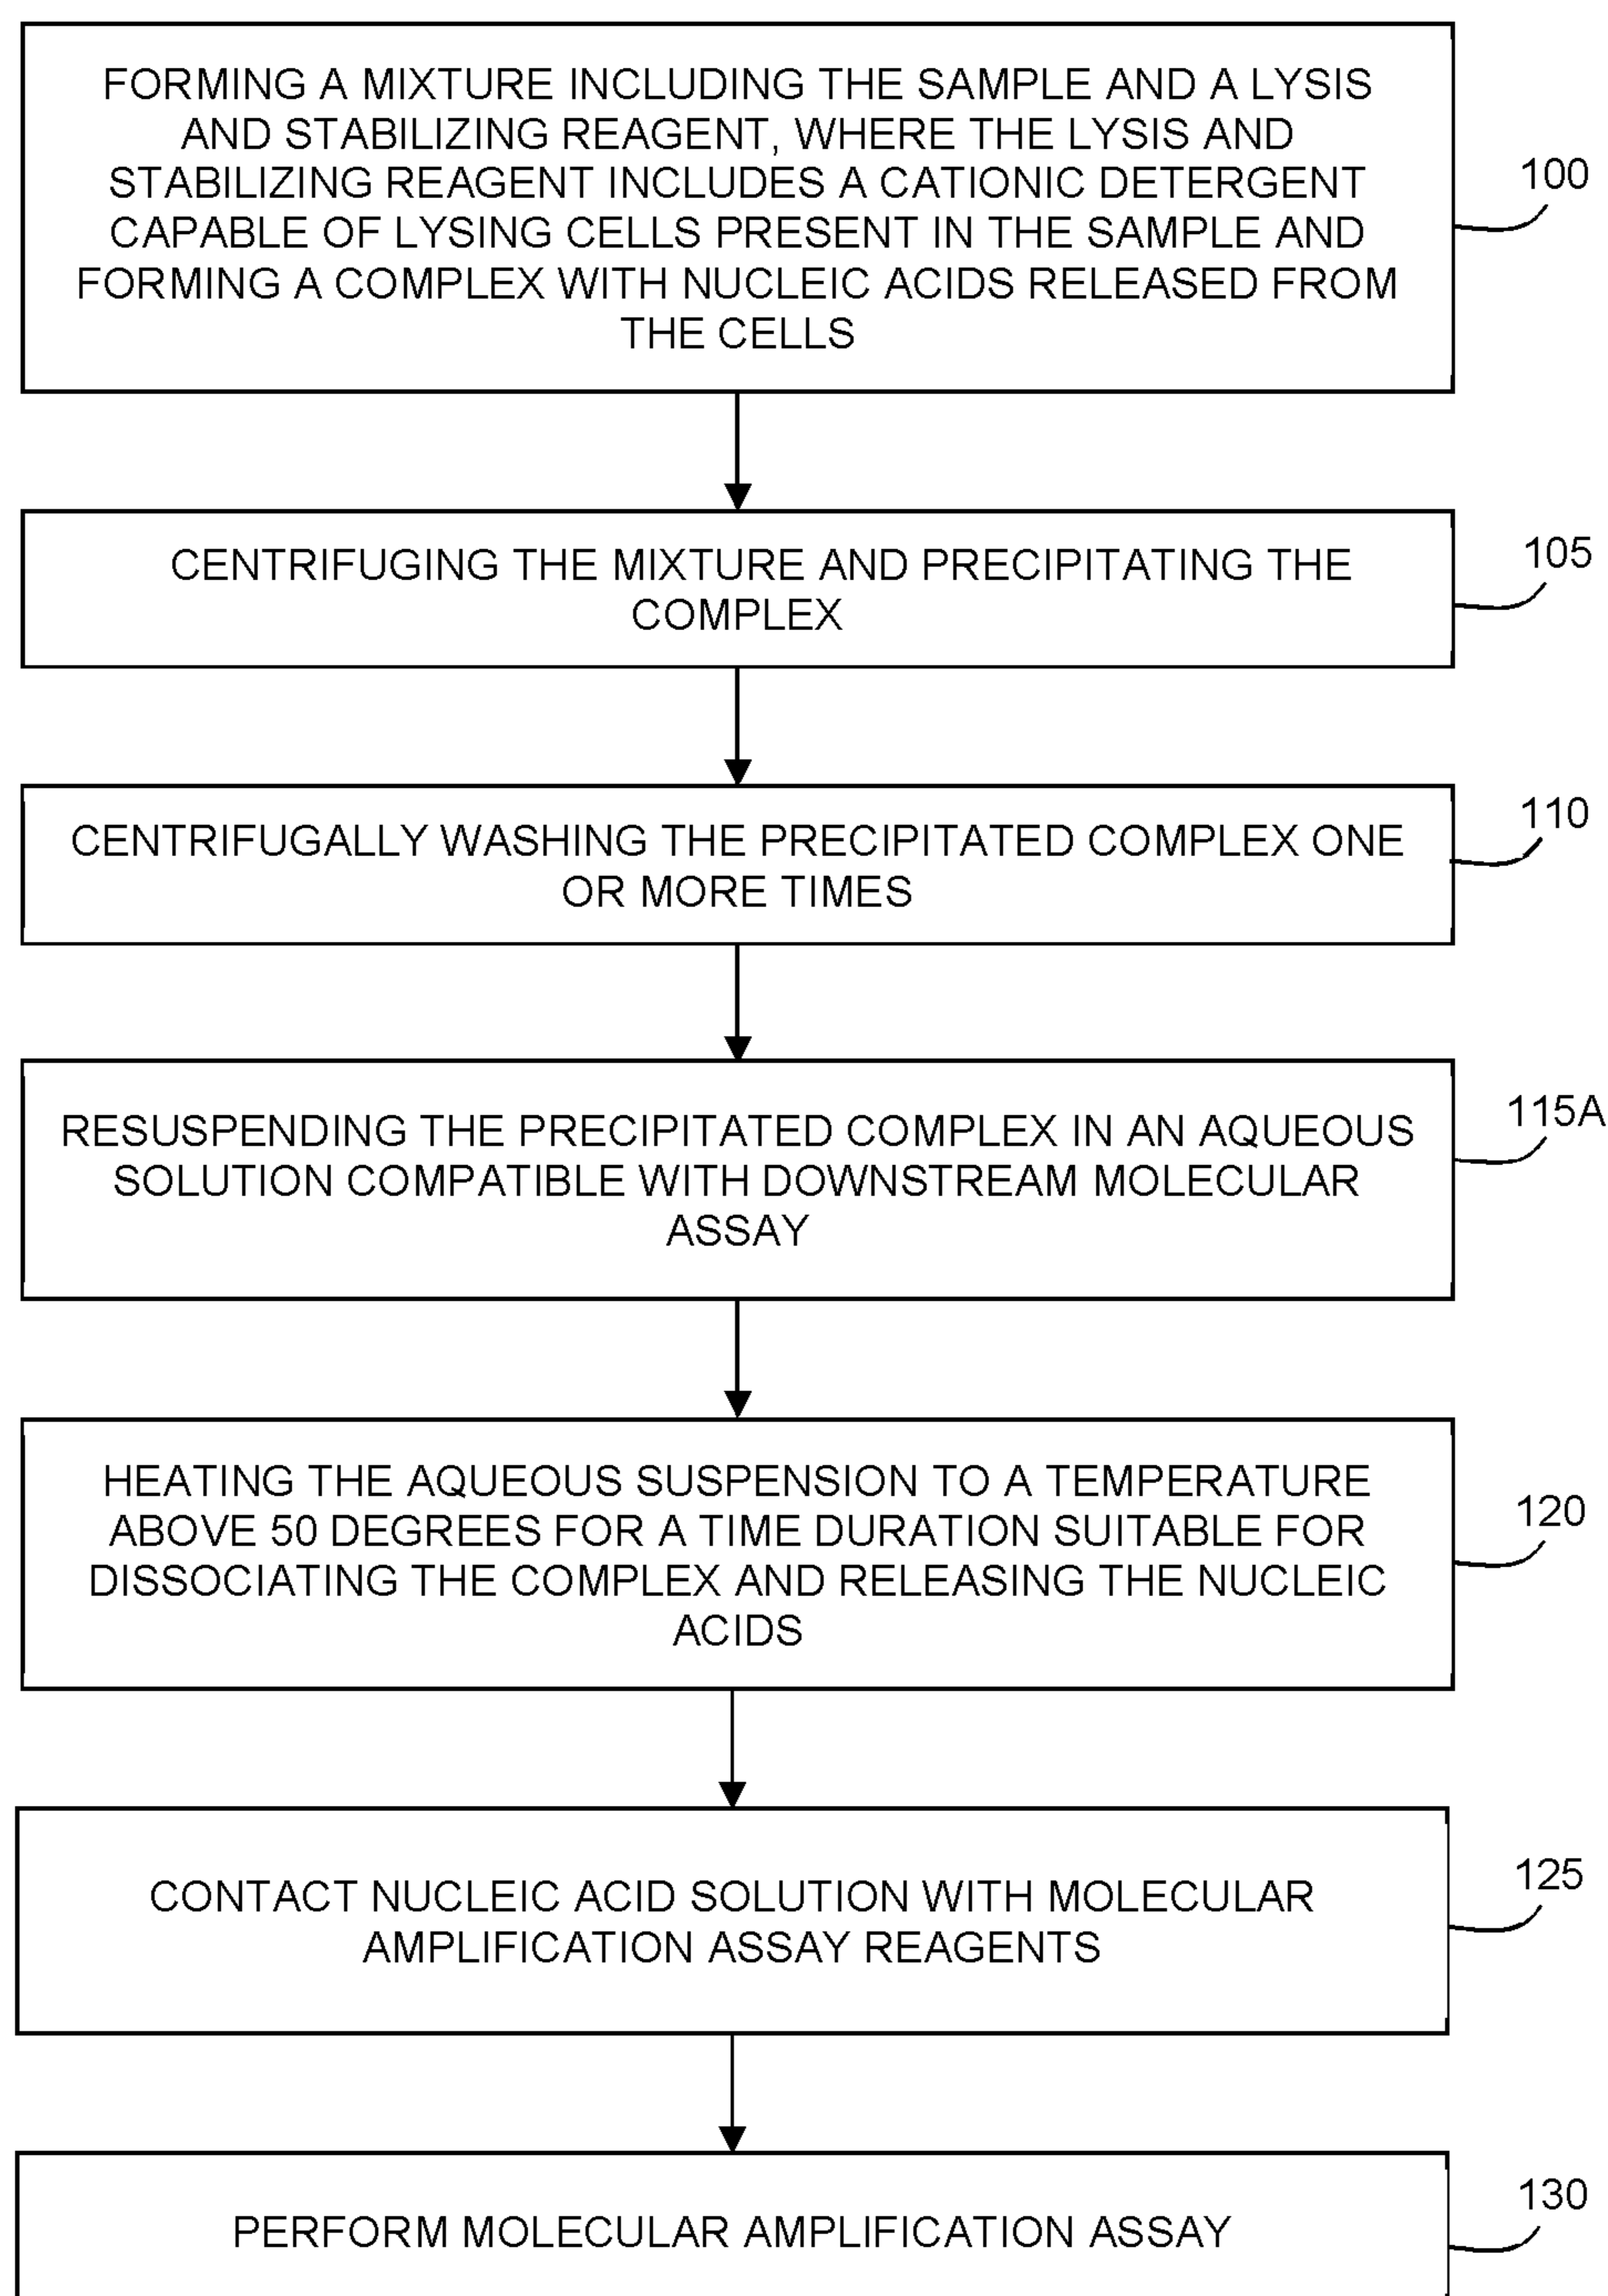 FORMING A MIXTURE INCLUDING THE SAMPLE AND A LYSIS
AND STABILIZING REAGENT, WHERE THE LYSIS AND
STABILIZING REAGENT INCLUDES A CATIONIC DETERGENT
CAPABLE OF LYSING CELLS PRESENT IN THE SAMPLE AND
FORMING A COMPLEX WITH NUCLEIC ACIDS RELEASED FROM
THE CELLS
100
CENTRIFUGING THE MIXTURE AND PRECIPITATING THE
COMPLEX
105
CENTRIFUGALLY WASHING THE PRECIPITATED COMPLEX ONE
OR MORE TIMES
110
RESUSPENDING THE PRECIPITATED COMPLEX IN AN AQUEOUS
SOLUTION COMPATIBLE WITH DOWNSTREAM MOLECULAR
ASSAY
115A
HEATING THE AQUEOUS SUSPENSION TO A TEMPERATURE
ABOVE 50 DEGREES FOR A TIME DURATION SUITABLE FOR
DISSOCIATING THE COMPLEX AND RELEASING THE NUCLEIC
ACIDS
120
CONTACT NUCLEIC ACID SOLUTION WITH MOLECULAR
AMPLIFICATION ASSAY REAGENTS
125
PERFORM MOLECULAR AMPLIFICATION ASSAY
130